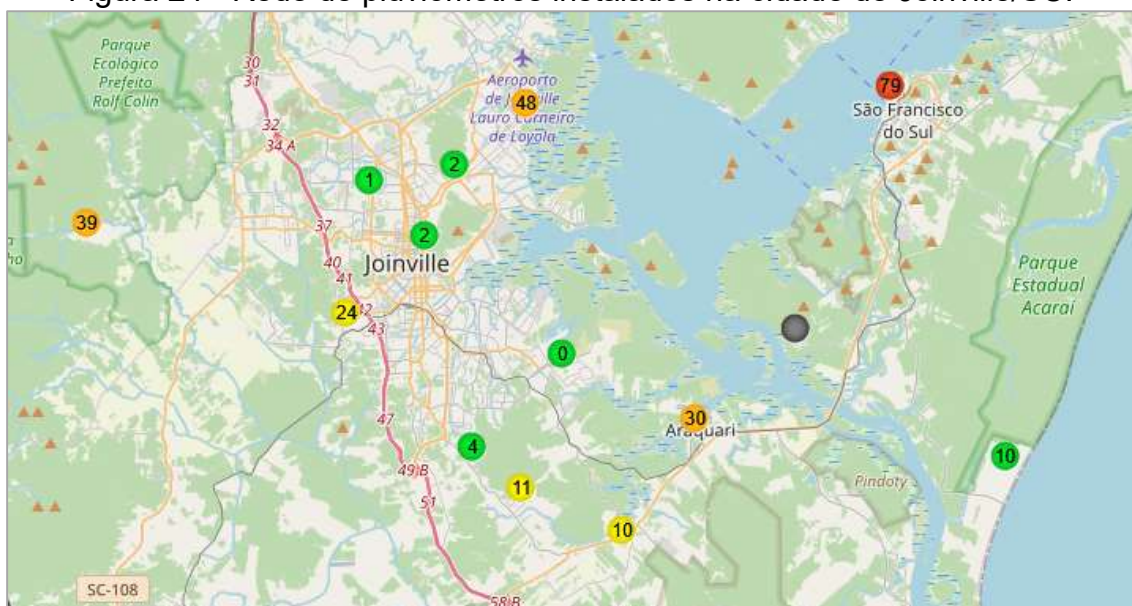 Parque
Ecológico
Prefeito
Rolf Colin
30
31
32
34 A
Aeroporto
de Joinville
48
Lauro Carneiro
de Loyola
79
São Francisco
do Sul
2
1
39
37
2
40
Joinville
41
24
42
43
Parque
Estadual
Acaraí
0
47
30
Araquari
4
10
49 B
11
Pindoty
51
10
SC-108
58 B